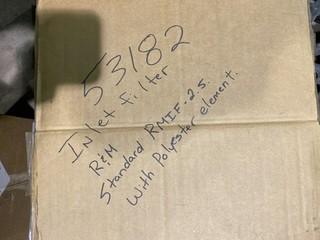 53182
Inlet filter
R&M
Standard RMIF-2.5.
With Polyester element.